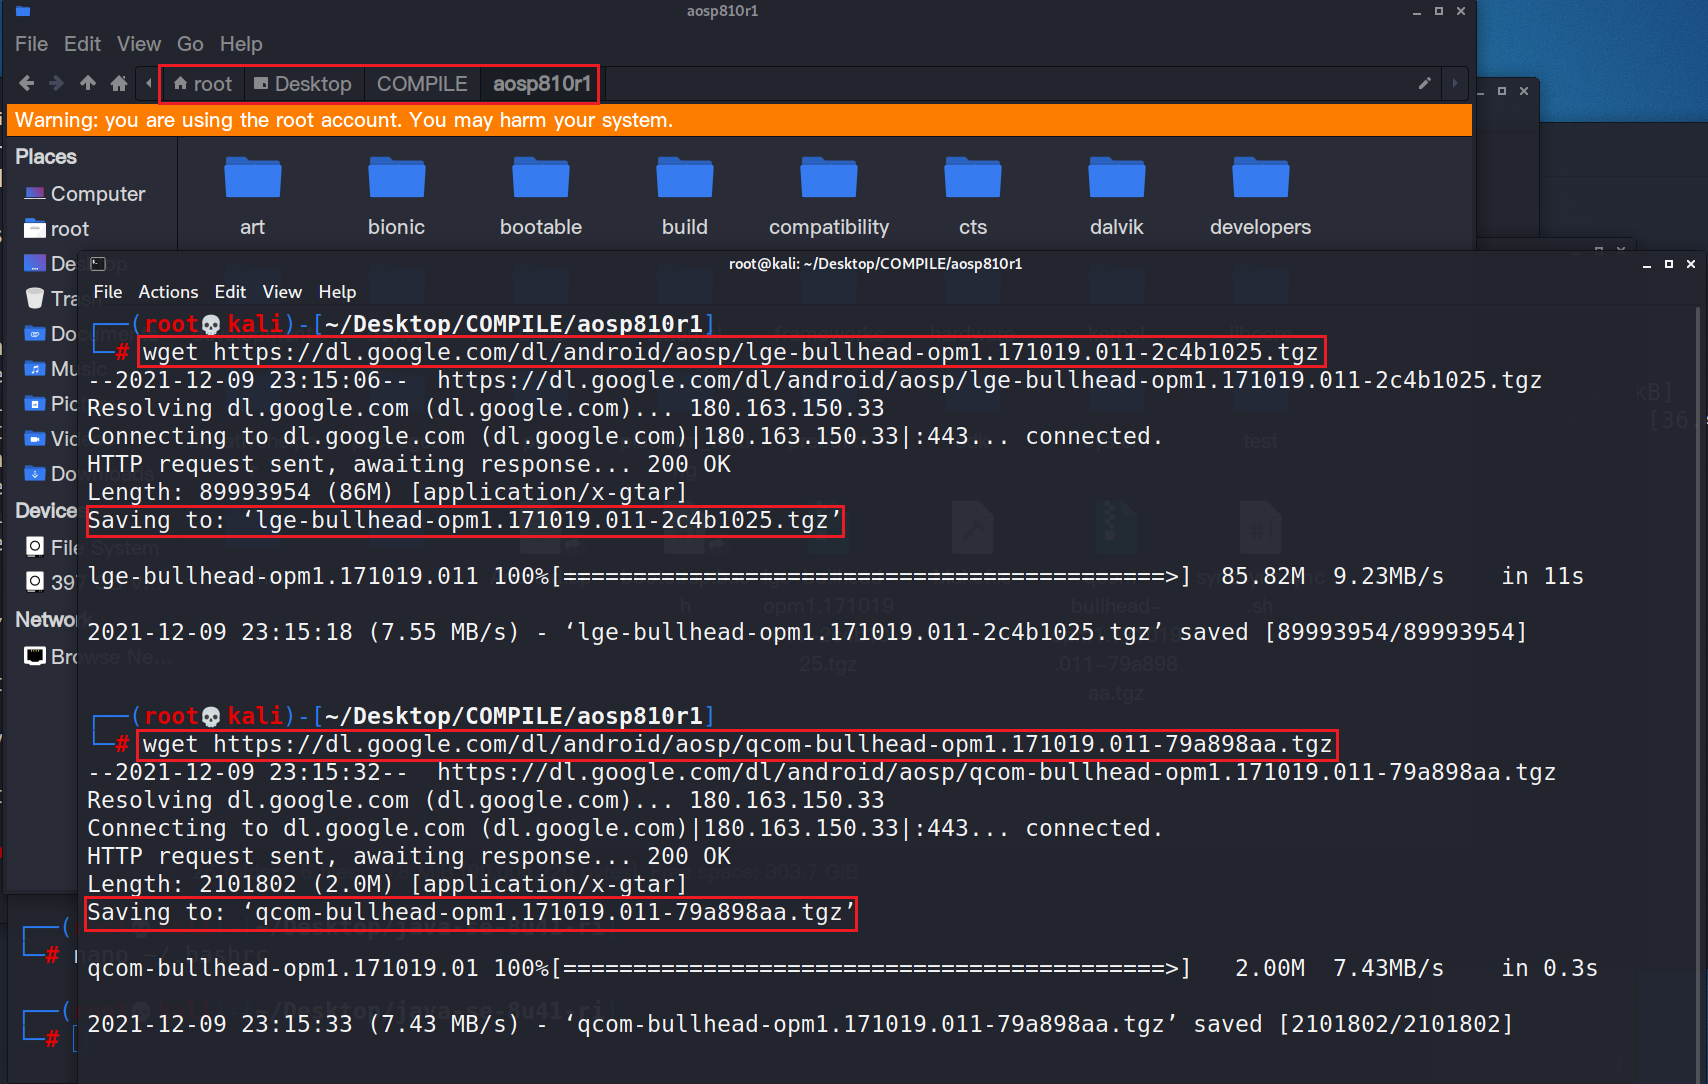 aosp810r1
File Edit View Go Help
root Desktop COMPILE aosp810r1
Warning: you are using the root account. You may harm your system.
Places
Computer
root
Desktop
Trash
Documents
Music
Pictures
Videos
Downloads
Devices
File System
Network
Browse Ne...
art bionic bootable build compatibility cts dalvik developers
root@kali: ~/Desktop/COMPILE/aosp810r1
File Actions Edit View Help
┌──(root💀kali)-[~/Desktop/COMPILE/aosp810r1]
└─# wget https://dl.google.com/dl/android/aosp/lge-bullhead-opm1.171019.011-2c4b1025.tgz
--2021-12-09 23:15:06--  https://dl.google.com/dl/android/aosp/lge-bullhead-opm1.171019.011-2c4b1025.tgz
Resolving dl.google.com (dl.google.com)... 180.163.150.33
Connecting to dl.google.com (dl.google.com)|180.163.150.33|:443... connected.
HTTP request sent, awaiting response... 200 OK
Length: 89993954 (86M) [application/x-gtar]
Saving to: ‘lge-bullhead-opm1.171019.011-2c4b1025.tgz’
lge-bullhead-opm1.171019.011 100%[===========================================>]  85.82M  9.23MB/s    in 11s
2021-12-09 23:15:18 (7.55 MB/s) - ‘lge-bullhead-opm1.171019.011-2c4b1025.tgz’ saved [89993954/89993954]
┌──(root💀kali)-[~/Desktop/COMPILE/aosp810r1]
└─# wget https://dl.google.com/dl/android/aosp/qcom-bullhead-opm1.171019.011-79a898aa.tgz
--2021-12-09 23:15:32--  https://dl.google.com/dl/android/aosp/qcom-bullhead-opm1.171019.011-79a898aa.tgz
Resolving dl.google.com (dl.google.com)... 180.163.150.33
Connecting to dl.google.com (dl.google.com)|180.163.150.33|:443... connected.
HTTP request sent, awaiting response... 200 OK
Length: 2101802 (2.0M) [application/x-gtar]
Saving to: ‘qcom-bullhead-opm1.171019.011-79a898aa.tgz’
qcom-bullhead-opm1.171019.01 100%[===========================================>]   2.00M  7.43MB/s    in 0.3s
2021-12-09 23:15:33 (7.43 MB/s) - ‘qcom-bullhead-opm1.171019.011-79a898aa.tgz’ saved [2101802/2101802]